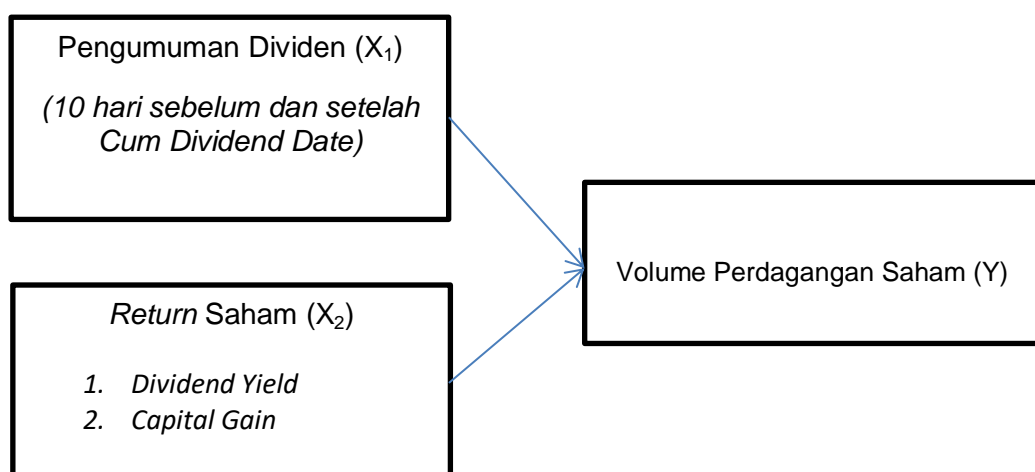 Pengumuman Dividen (X₁)
(10 hari sebelum dan setelah
Cum Dividend Date)
Return Saham (X₂)
1. Dividend Yield
2. Capital Gain
Volume Perdagangan Saham (Y)